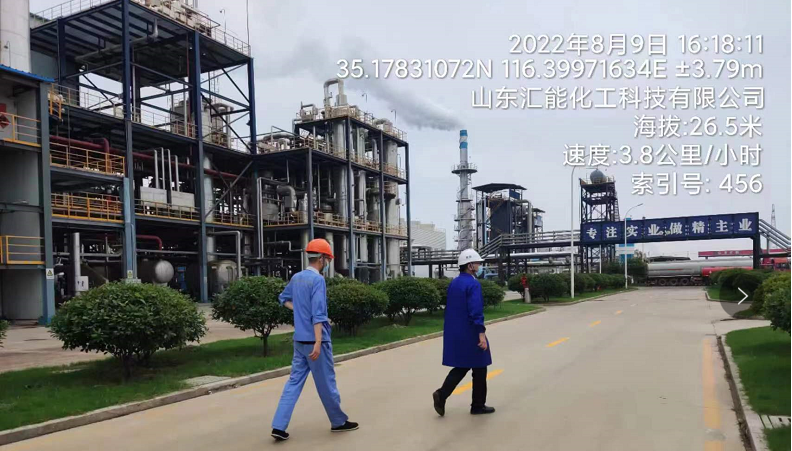 2022年8月9日 16:18:11
35.17831072N 116.39971634E ±3.79m
山东汇能化工科技有限公司
海拔:26.5米
速度:3.8公里/小时
索引号: 456
专注实业做精主业